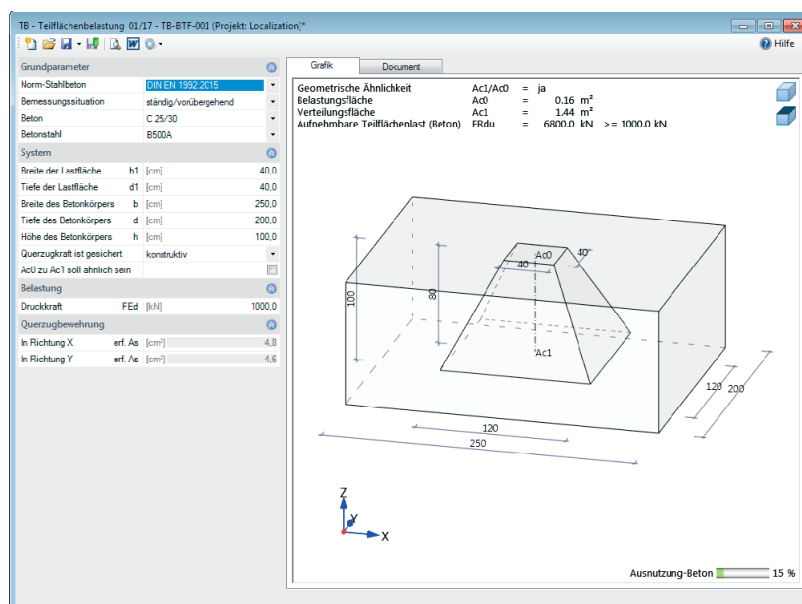 TB - Teilflächenbelastung 01/17 - TB-BTF-001 (Projekt: Localization)*
Hilfe
Grundparameter
Norm-Stahlbeton DIN EN 1992:2015
Bemessungssituation ständig/vorübergehend
Beton C 25/30
Betonstahl B500A
System
Breite der Lastfläche h1 [cm] 40,0
Tiefe der Lastfläche d1 [cm] 40,0
Breite des Betonkörpers b [cm] 250,0
Tiefe des Betonkörpers d [cm] 200,0
Höhe des Betonkörpers h [cm] 100,0
Querzugkraft ist gesichert konstruktiv
Ac0 zu Ac1 soll ähnlich sein
Belastung
Druckkraft FEd [kN] 1000,0
Querzugbewehrung
In Richtung X erf. As [cm²] 4,8
In Richtung Y erf. As [cm²] 4,6
Grafik Document
Geometrische Ähnlichkeit Ac1/Ac0 = ja
Belastungsfläche Ac0 = 0.16 m²
Verteilungsfläche Ac1 = 1.44 m²
Aufnehmbare Teilflächenlast (Beton) FRdu = 6800.0 kN >= 1000.0 kN
Ac0
40
40
80
100
Ac1
120
200
120
250
Z
Y
X
Ausnutzung-Beton 15 %